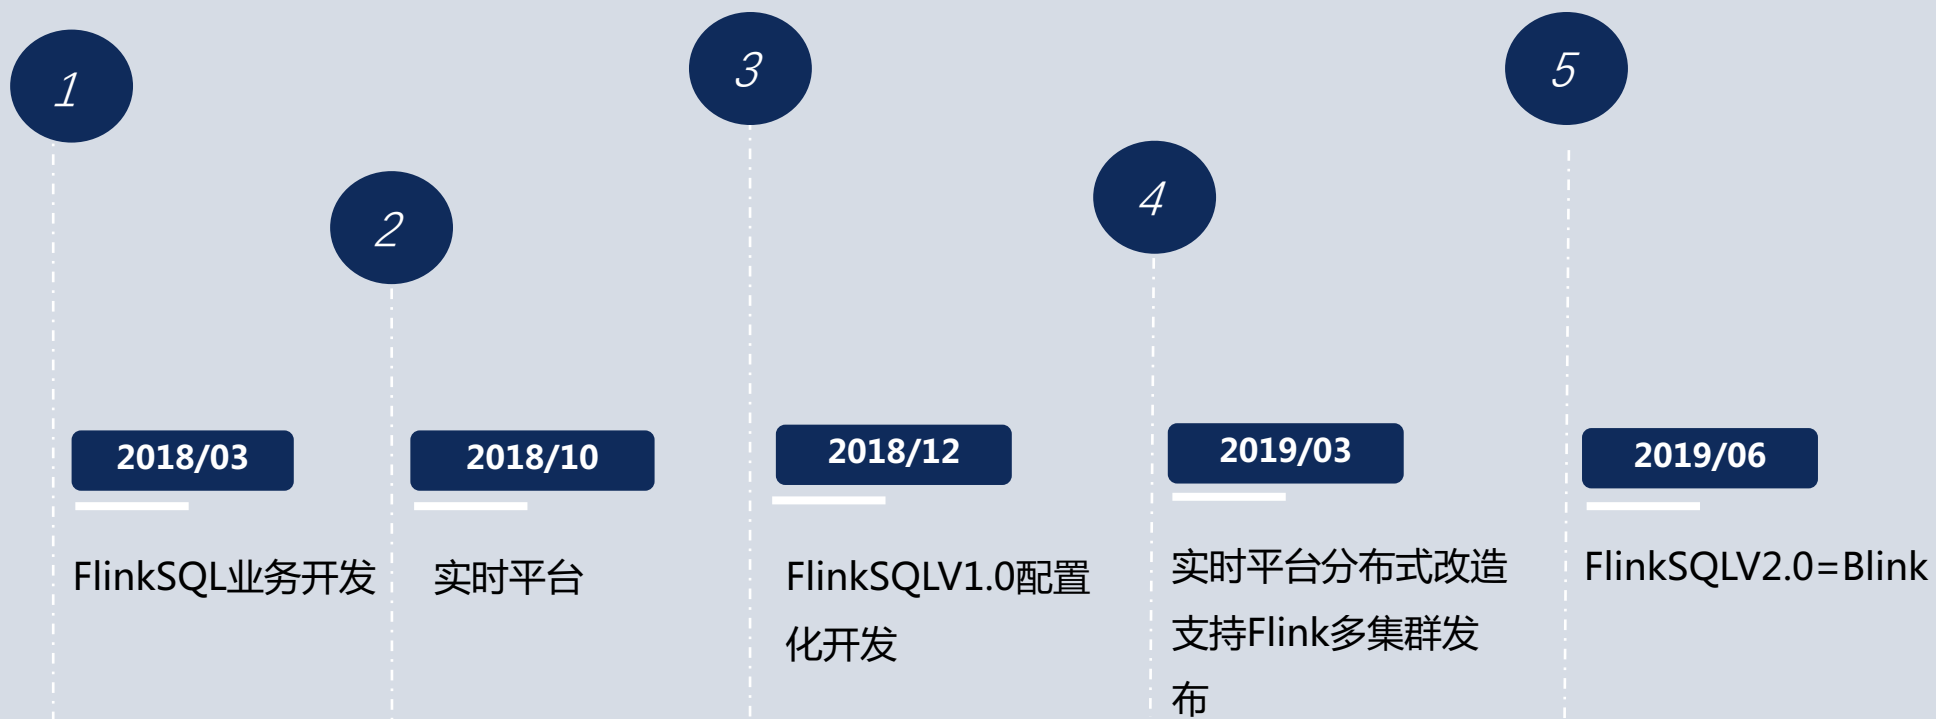 1
2018/03
FlinkSQL业务开发
2
2018/10
实时平台
3
2018/12
FlinkSQLV1.0配置
化开发
4
2019/03
实时平台分布式改造
支持Flink多集群发
布
5
2019/06
FlinkSQLV2.0=Blink